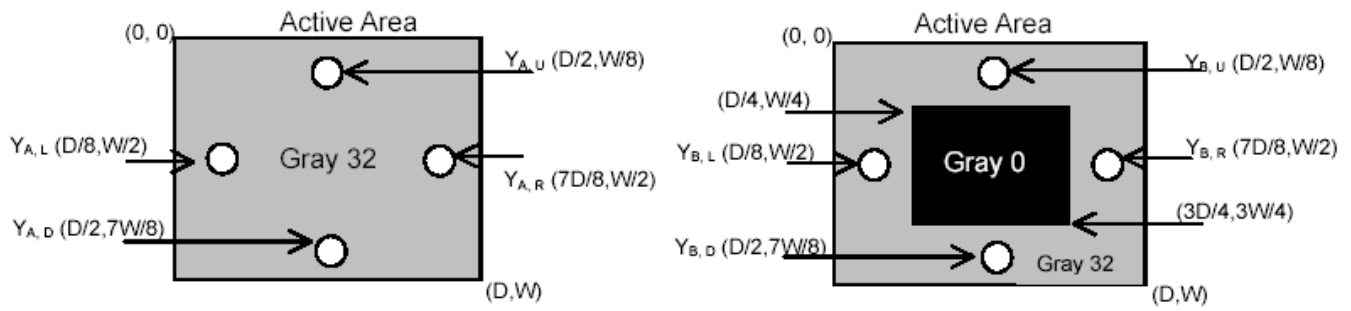 Active Area
(0, 0)
YA, U (D/2,W/8)
YA, L (D/8,W/2)
Gray 32
YA, R (7D/8,W/2)
YA, D (D/2,7W/8)
(D,W)
Active Area
(0, 0)
YB, U (D/2,W/8)
(D/4,W/4)
YB, L (D/8,W/2)
Gray 0
YB, R (7D/8,W/2)
(3D/4,3W/4)
YB, D (D/2,7W/8)
Gray 32
(D,W)